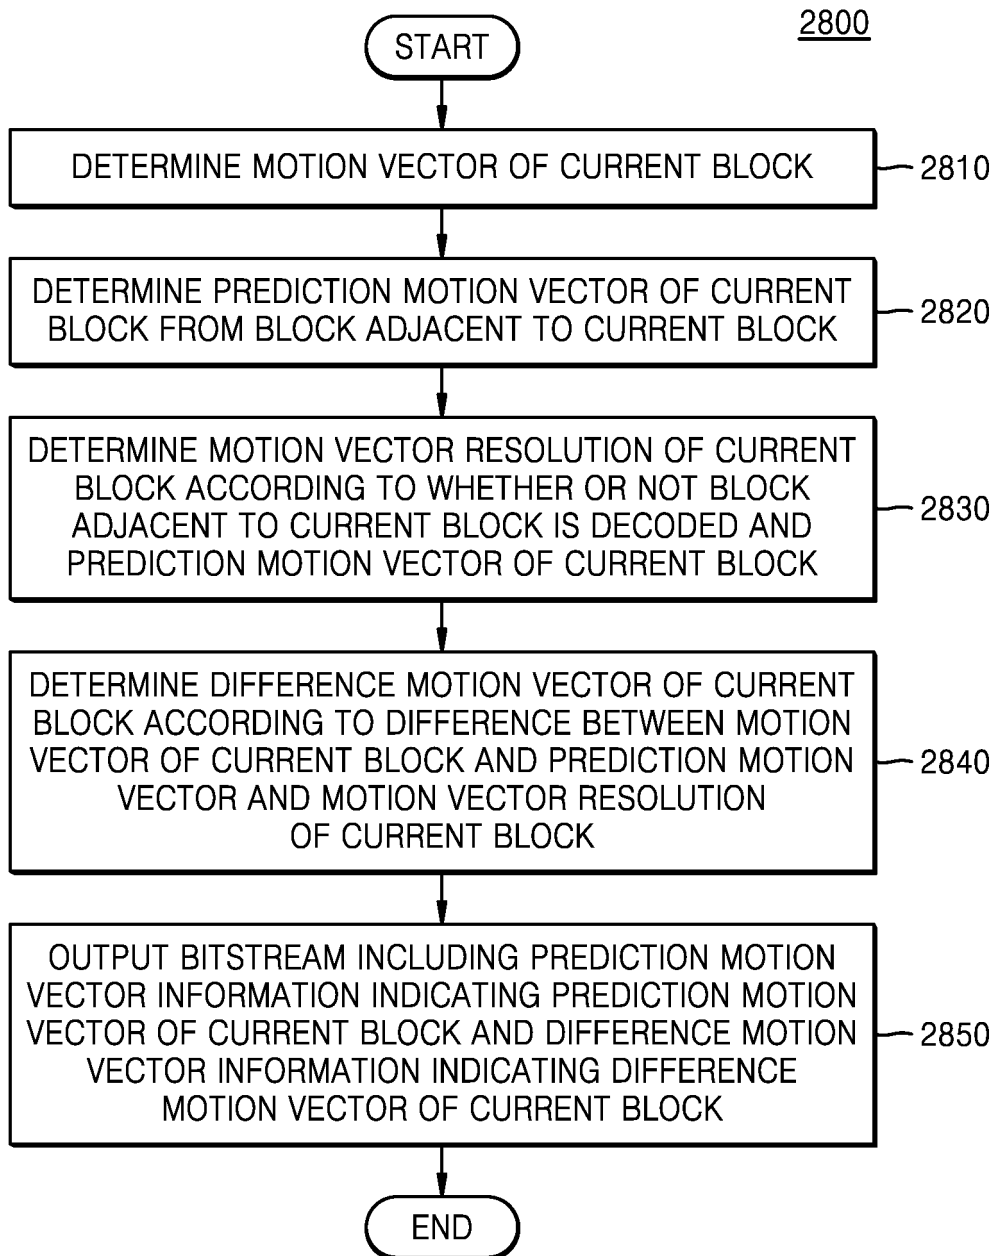 2800
START
DETERMINE MOTION VECTOR OF CURRENT BLOCK
2810
DETERMINE PREDICTION MOTION VECTOR OF CURRENT
BLOCK FROM BLOCK ADJACENT TO CURRENT BLOCK
2820
DETERMINE MOTION VECTOR RESOLUTION OF CURRENT
BLOCK ACCORDING TO WHETHER OR NOT BLOCK
ADJACENT TO CURRENT BLOCK IS DECODED AND
PREDICTION MOTION VECTOR OF CURRENT BLOCK
2830
DETERMINE DIFFERENCE MOTION VECTOR OF CURRENT
BLOCK ACCORDING TO DIFFERENCE BETWEEN MOTION
VECTOR OF CURRENT BLOCK AND PREDICTION MOTION
VECTOR AND MOTION VECTOR RESOLUTION
OF CURRENT BLOCK
2840
OUTPUT BITSTREAM INCLUDING PREDICTION MOTION
VECTOR INFORMATION INDICATING PREDICTION MOTION
VECTOR OF CURRENT BLOCK AND DIFFERENCE MOTION
VECTOR INFORMATION INDICATING DIFFERENCE
MOTION VECTOR OF CURRENT BLOCK
2850
END